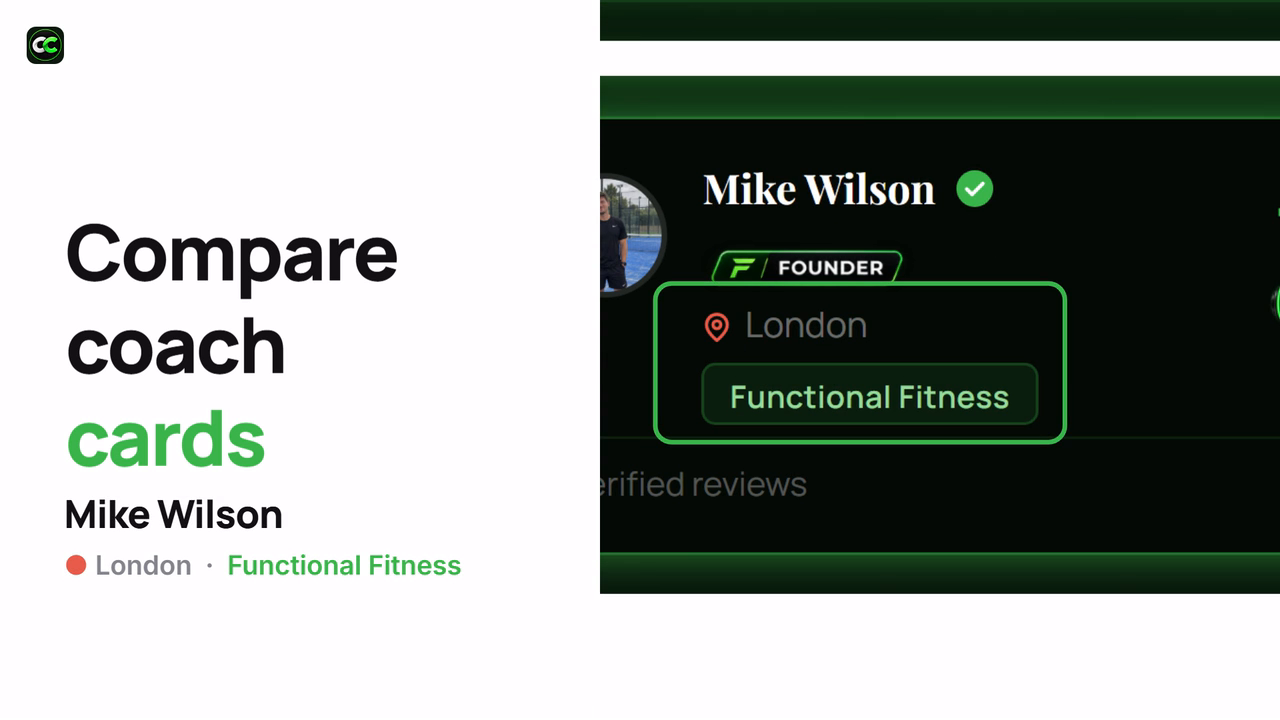 CC
Compare
coach
cards
Mike Wilson
London · Functional Fitness
Mike Wilson
FOUNDER
London
Functional Fitness
erified reviews